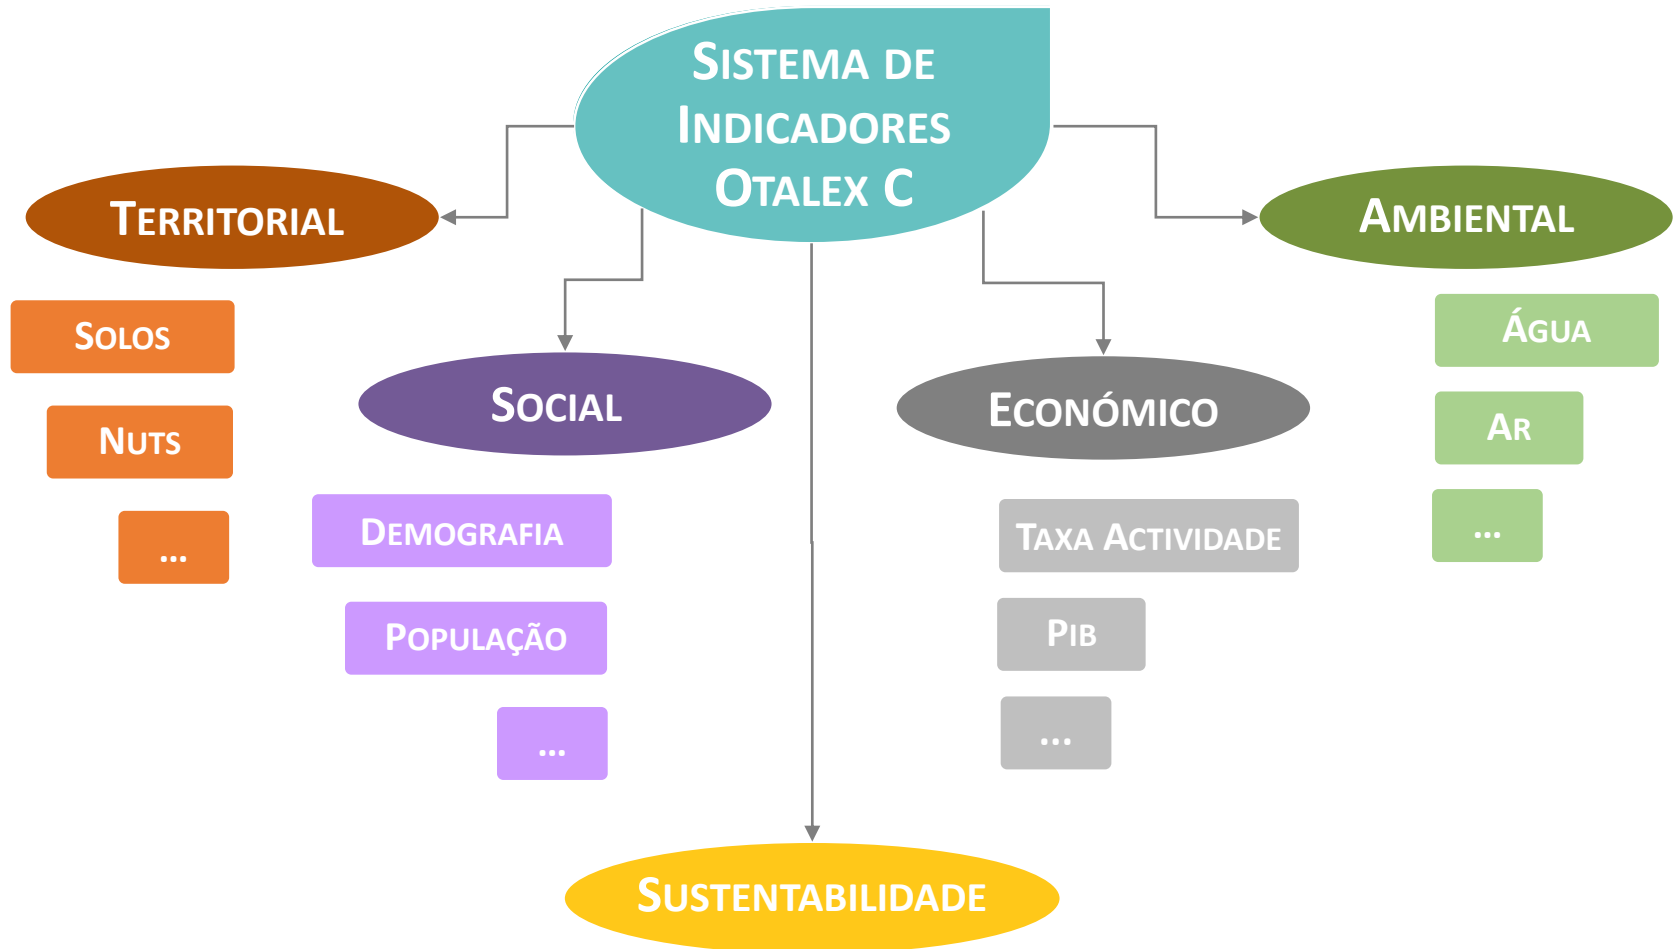 Sistema de
Indicadores
Otalex C
Territorial
Ambiental
Solos
Nuts
...
Social
Económico
Água
Ar
...
Demografia
População
...
Taxa Actividade
Pib
...
Sustentabilidade